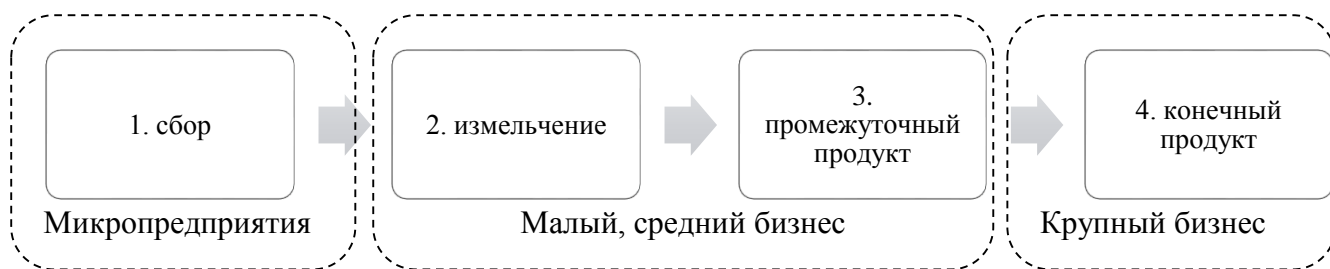 1. сбор
2. измельчение
3.
промежуточный
продукт
4. конечный
продукт
Микропредприятия
Малый, средний бизнес
Крупный бизнес